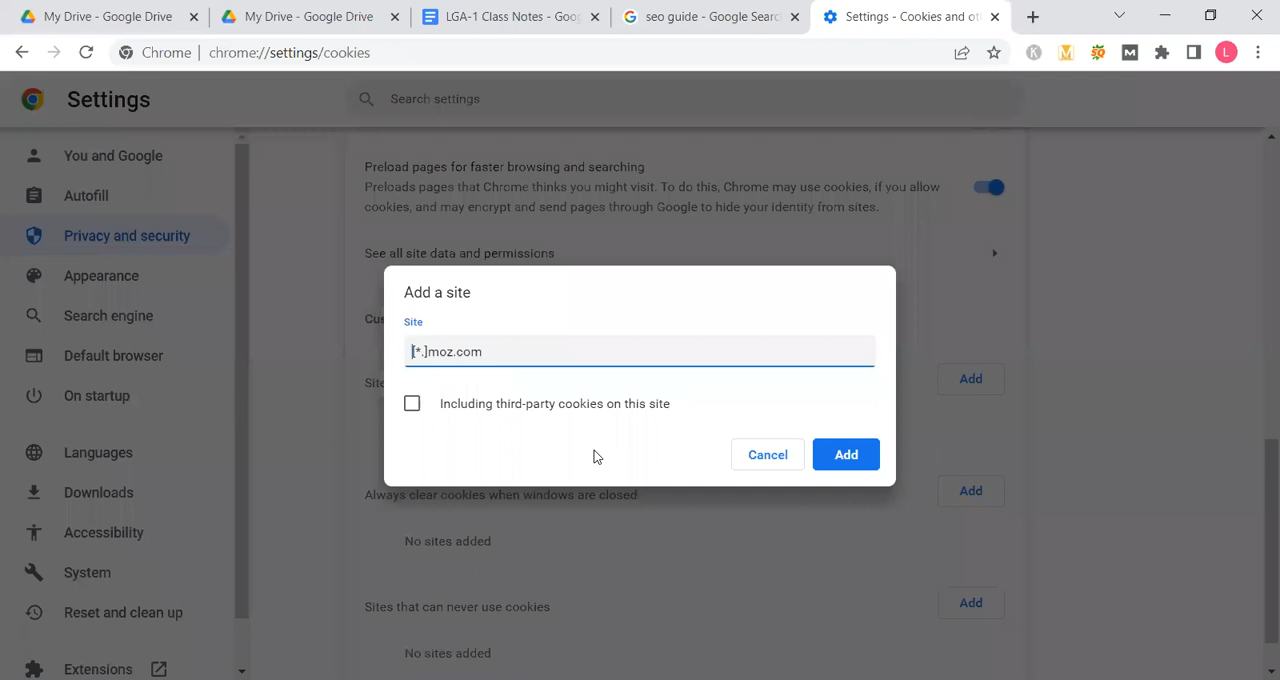 My Drive - Google Drive
My Drive - Google Drive
LGA-1 Class Notes - Goog
seo guide - Google Searc
Settings - Cookies and ot
Chrome | chrome://settings/cookies
L
Settings
Search settings
You and Google
Autofill
Privacy and security
Appearance
Search engine
Default browser
On startup
Languages
Downloads
Accessibility
System
Reset and clean up
Extensions
Preload pages for faster browsing and searching
Preloads pages that Chrome thinks you might visit. To do this, Chrome may use cookies, if you allow
cookies, and may encrypt and send pages through Google to hide your identity from sites.
See all site data and permissions
Cus
Site
Add
Add a site
Site
[*.]moz.com
Including third-party cookies on this site
Cancel
Add
Always clear cookies when windows are closed
Add
No sites added
Sites that can never use cookies
Add
No sites added